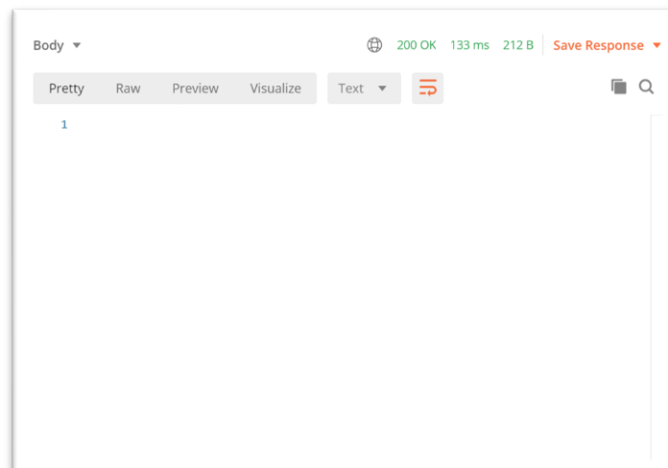 Body 200 OK 133 ms 212 B Save Response
Pretty Raw Preview Visualize Text
1